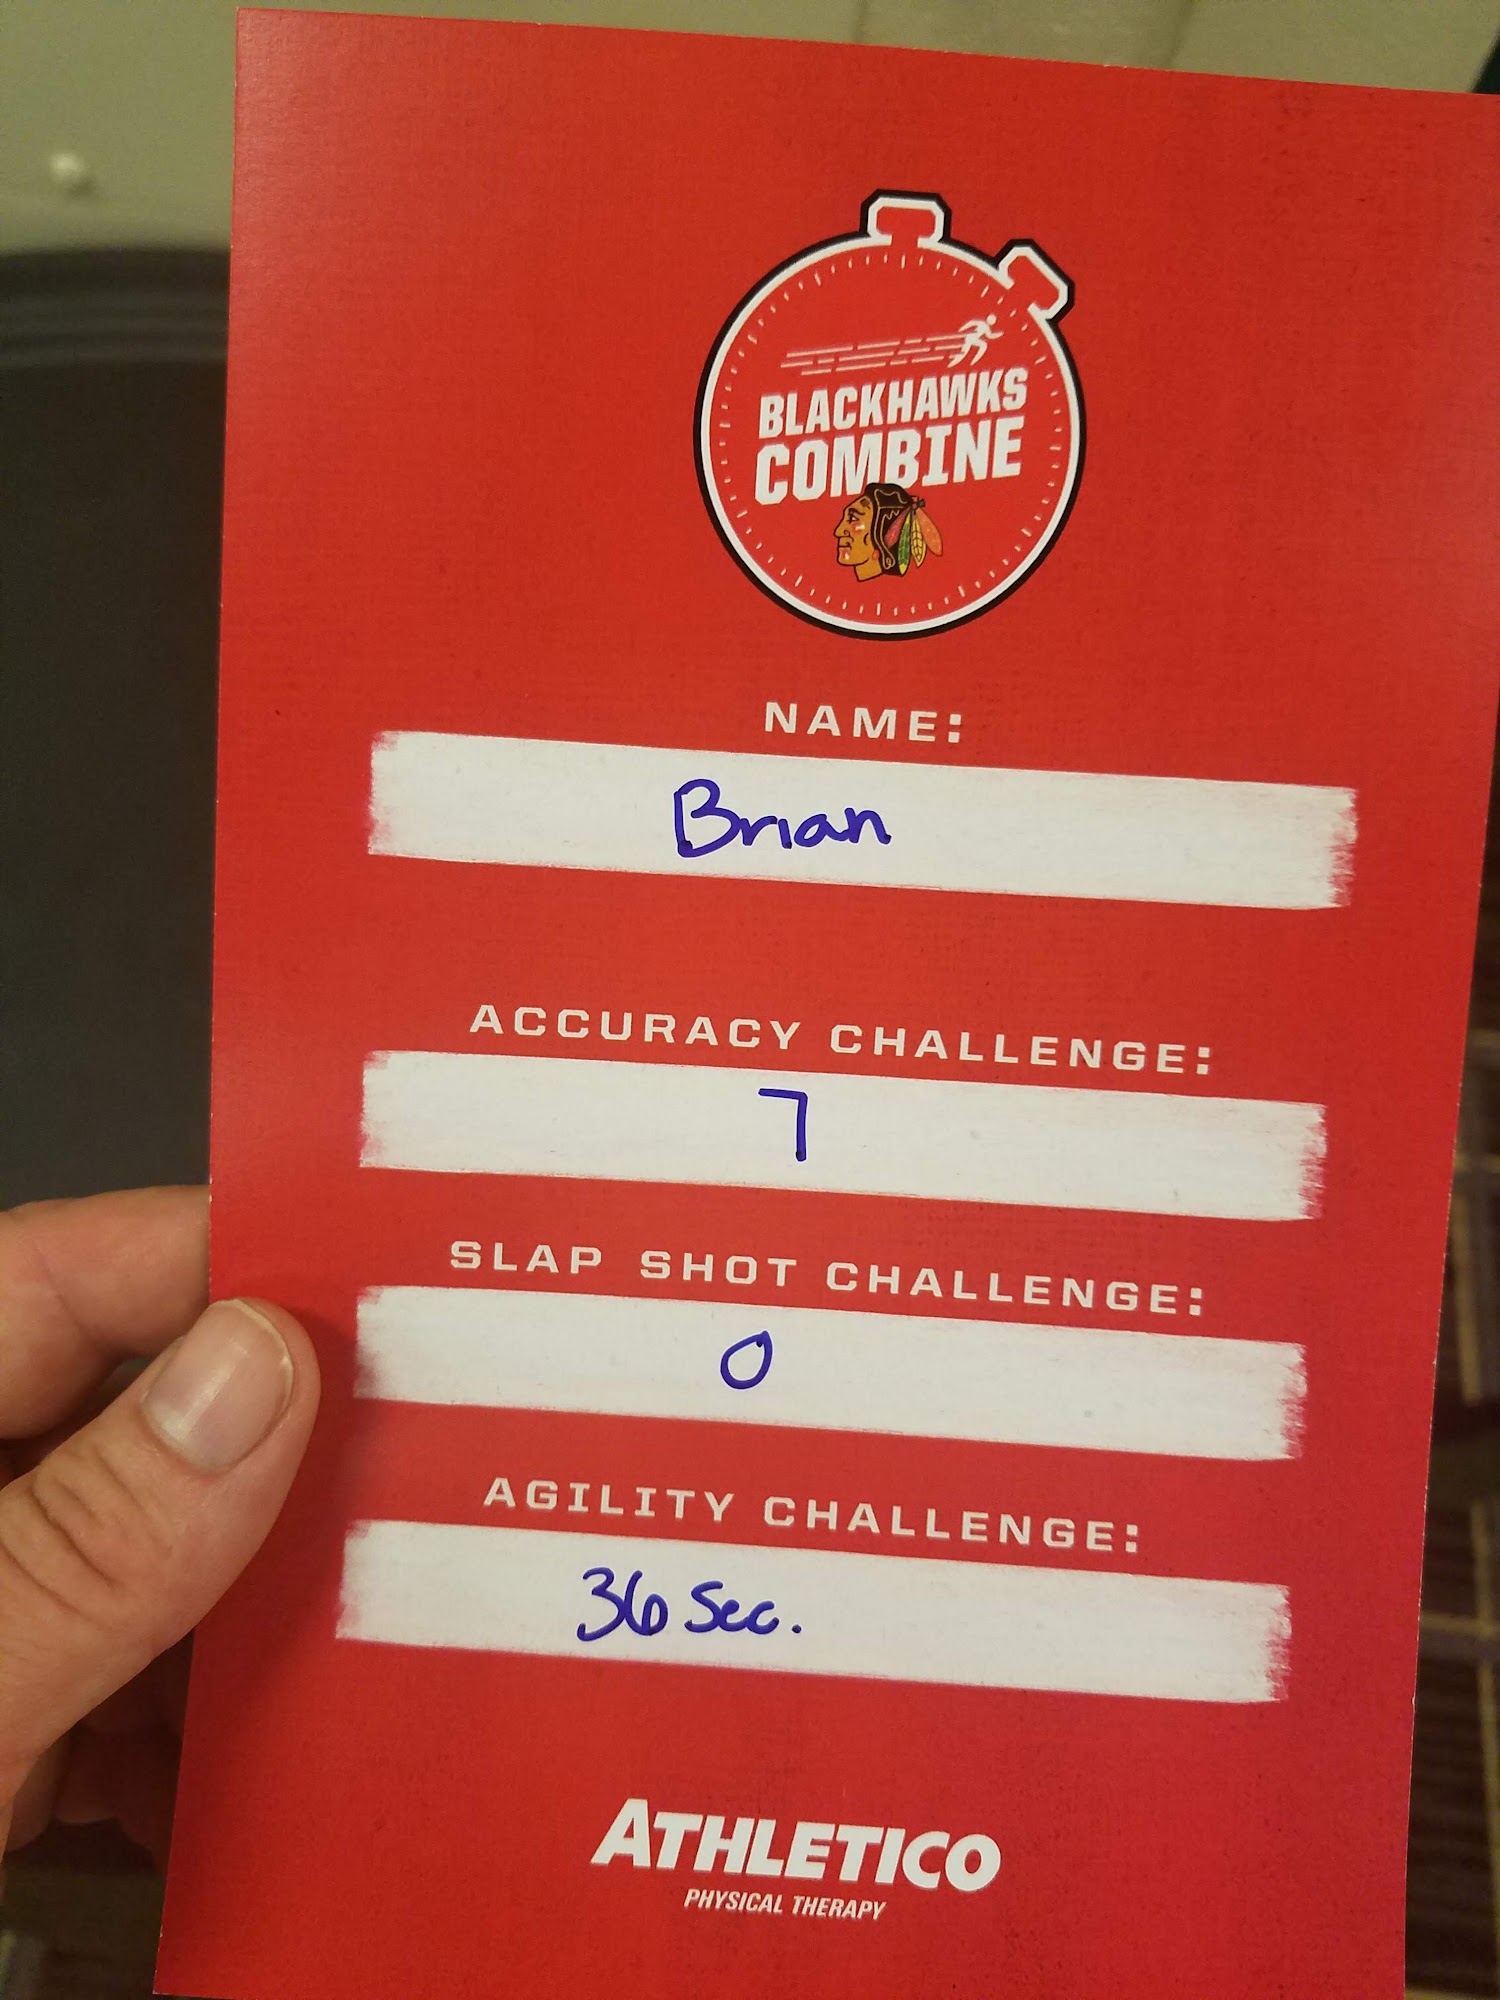 BLACKHAWKS
COMBINE
NAME:
Brian
ACCURACY CHALLENGE:
7
SLAP SHOT CHALLENGE:
0
AGILITY CHALLENGE:
36 Sec.
ATHLETICO
PHYSICAL THERAPY